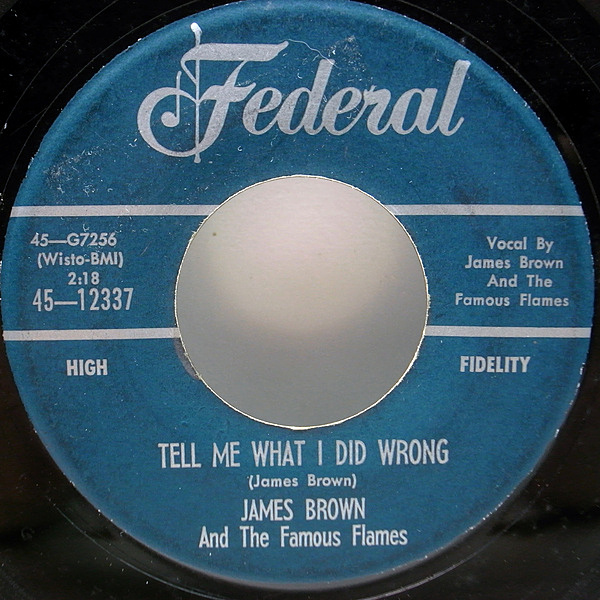 Federal
45—G7256
(Wisto-BMI)
2:18
45—12337
Vocal By
James Brown
And The
Famous Flames
HIGH
FIDELITY
TELL ME WHAT I DID WRONG
(James Brown)
JAMES BROWN
And The Famous Flames